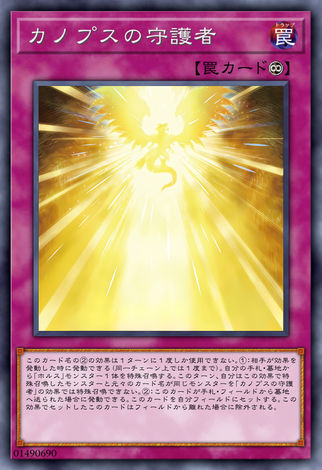 カノプスの守護者
トラップ
罠
【罠カード】
このカード名の②の効果は１ターンに１度しか使用できない。①：相手が効果を
発動した時に発動できる（同一チェーン上では１度まで）。自分の手札・墓地か
ら「ホルス」モンスター１体を特殊召喚する。このターン、自分はこの効果で特殊
召喚したモンスターと元々のカード名が同じモンスターを「カノプスの守護
者」の効果では特殊召喚できない。②：このカードが手札・フィールドから墓地
へ送られた場合に発動できる。このカードを自分フィールドにセットする。この
効果でセットしたこのカードはフィールドから離れた場合に除外される。
01490690